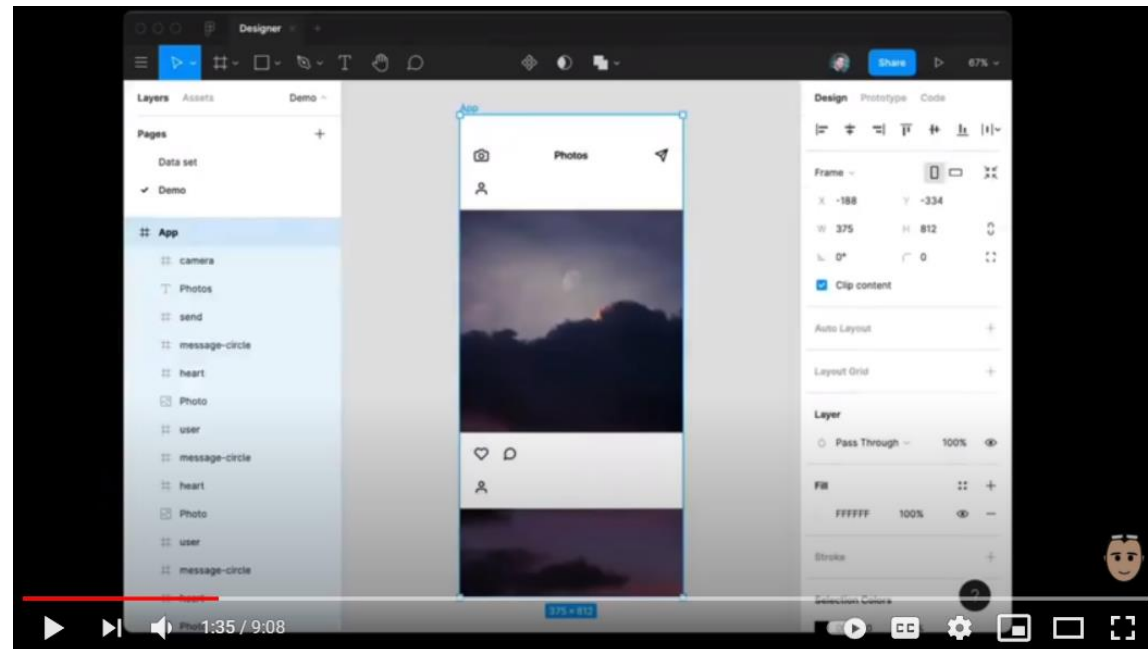 Designer
Share
67%
Layers Assets Demo
Pages
Data set
Demo
App
camera
Photos
send
message-circle
heart
Photo
user
message-circle
heart
Photo
user
message-circle
heart
App
Photos
375 × 812
Design Prototype Code
Frame
X -188 Y -334
W 375 H 812
0° 0
Clip content
Auto Layout
Layout Grid
Layer
Pass Through 100%
Fill
FFFFFF 100%
Stroke
Selection Colors
?
1:35 / 9:08
CC